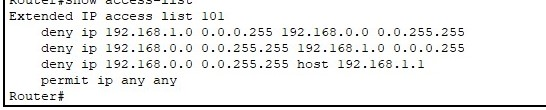 Router#show access-list
Extended IP access list 101
deny ip 192.168.1.0 0.0.0.255 192.168.0.0 0.0.255.255
deny ip 192.168.0.0 0.0.255.255 192.168.1.0 0.0.0.255
deny ip 192.168.0.0 0.0.255.255 host 192.168.1.1
permit ip any any
Router#